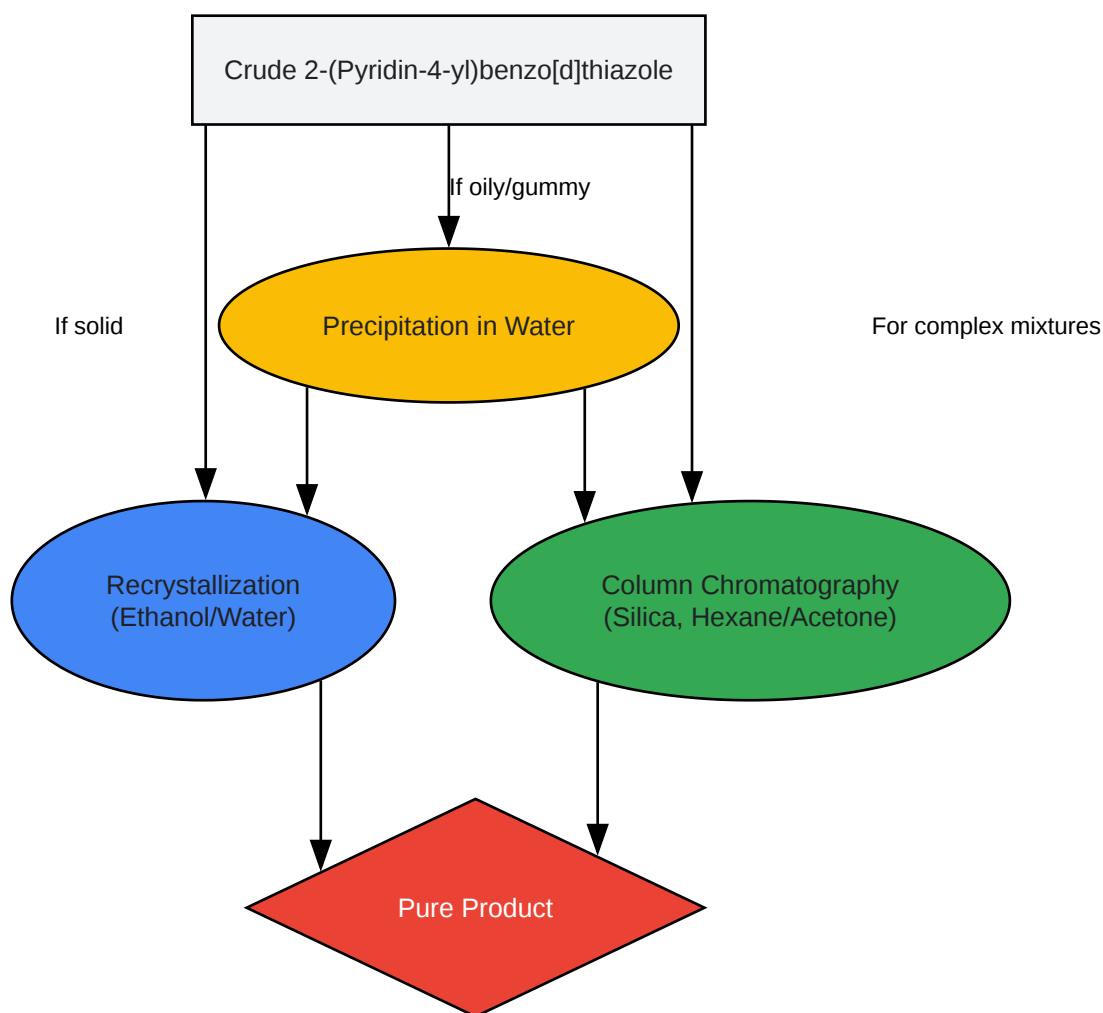 Crude 2-(Pyridin-4-yl)benzo[d]thiazole
If oily/gummy
If solid
Precipitation in Water
For complex mixtures
Recrystallization
(Ethanol/Water)
Column Chromatography
(Silica, Hexane/Acetone)
Pure Product